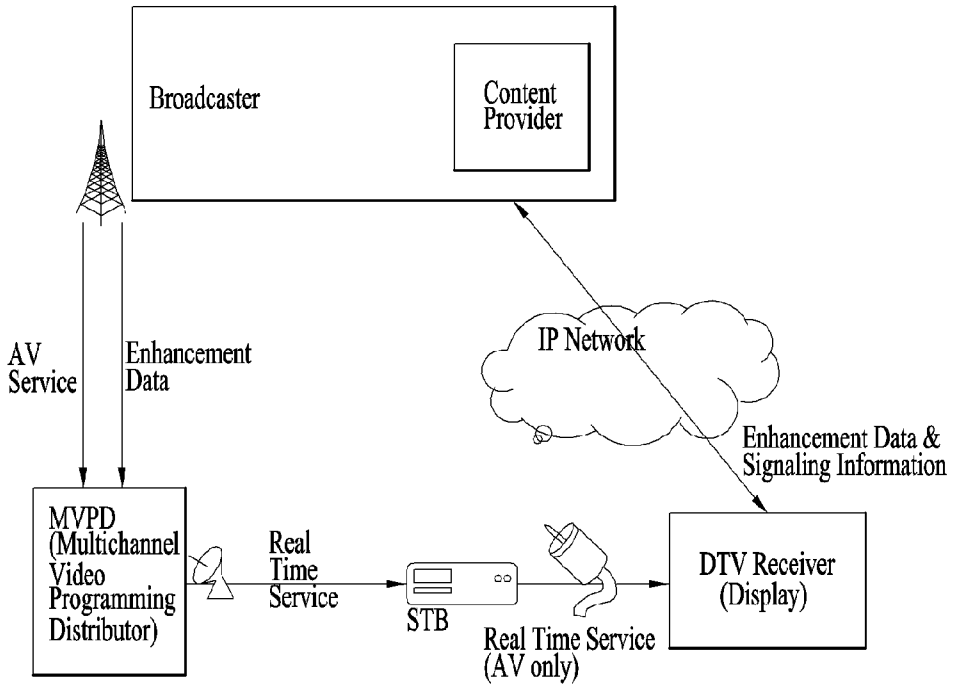 Broadcaster
Content
Provider
AV
Service
Enhancement
Data
IP Network
Enhancement Data &
Signaling Information
MVPD
(Multichannel
Video
Programming
Distributor)
Real
Time
Service
STB
Real Time Service
(AV only)
DTV Receiver
(Display)